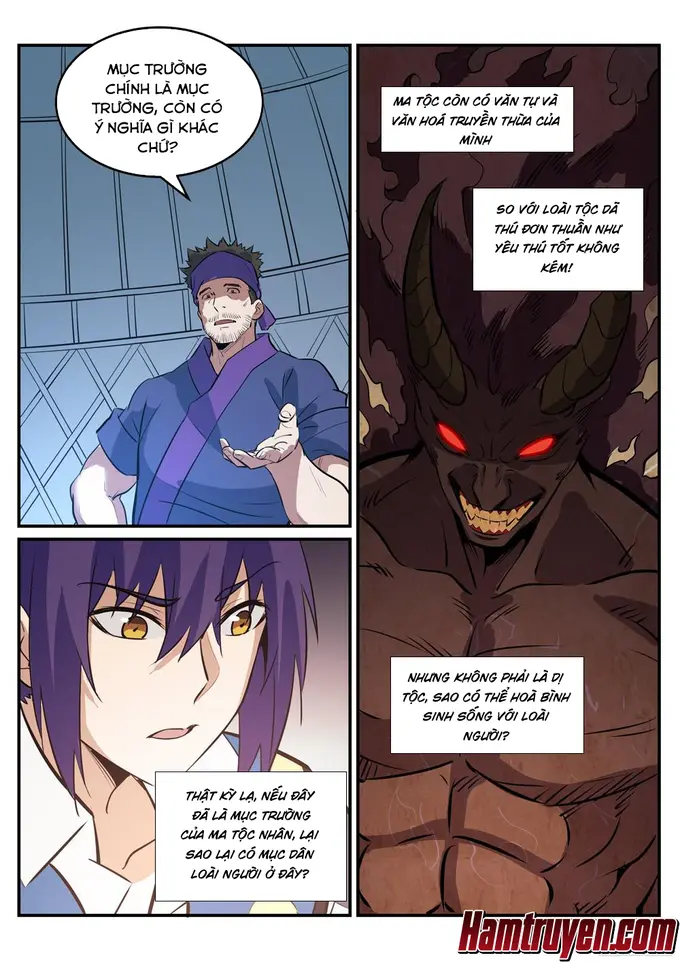 MỤC TRƯỜNG
CHÍNH LÀ MỤC
TRƯỜNG, CÒN CÓ
Ý NGHĨA GÌ KHÁC
CHỨ?
THẬT KỲ LẠ, NẾU ĐÂY
ĐÃ LÀ MỤC TRƯỜNG
CỦA MA TỘC NHÂN, LẠI
SAO LẠI CÓ MỤC DÂN
LOÀI NGƯỜI Ở ĐÂY?
MA TỘC CÒN CÓ VĂN TỰ VÀ
VĂN HOÁ TRUYỀN THỪA CỦA
MÌNH
SO VỚI LOÀI TỘC DÃ
THÚ ĐƠN THUẦN NHƯ
YÊU THÚ TỐT KHÔNG
KÉM!
NHƯNG KHÔNG PHẢI LÀ DỊ
TỘC, SAO CÓ THỂ HOÀ BÌNH
SINH SỐNG VỚI LOÀI
NGƯỜI?
Hamtruyen.com